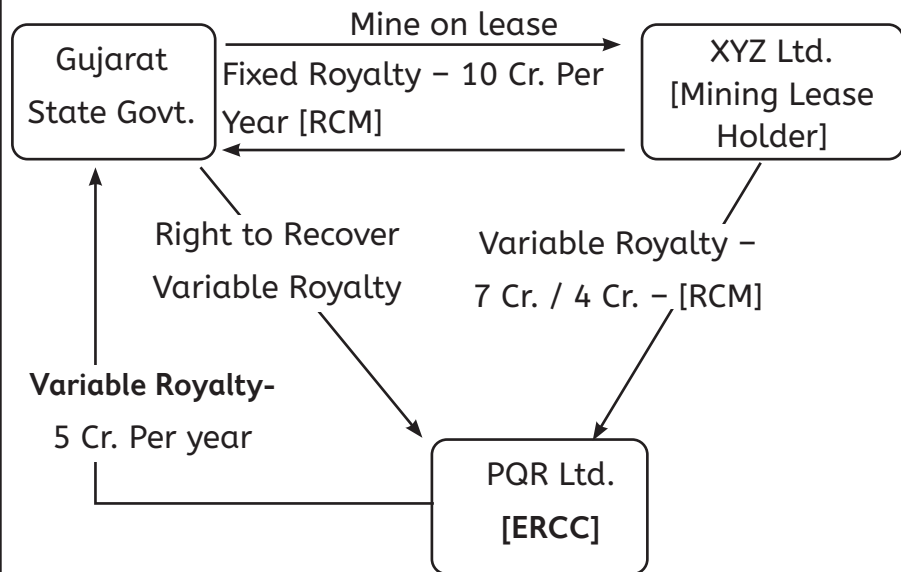 Gujarat
State Govt.
Mine on lease
Fixed Royalty – 10 Cr. Per
Year [RCM]
XYZ Ltd.
[Mining Lease
Holder]
Right to Recover
Variable Royalty
Variable Royalty –
7 Cr. / 4 Cr. – [RCM]
Variable Royalty-
5 Cr. Per year
PQR Ltd.
[ERCC]